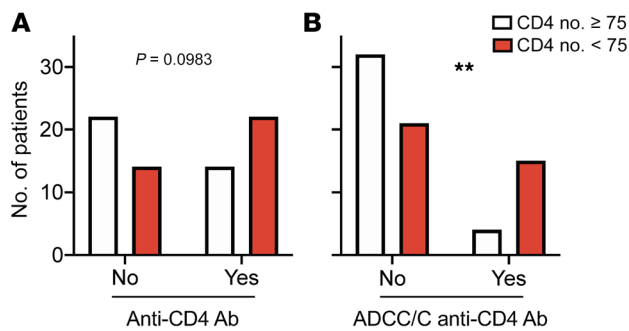 A
B
CD4 no. ≥ 75
CD4 no. < 75
P = 0.0983
**
No. of patients
30
20
10
0
No
Yes
No
Yes
Anti-CD4 Ab
ADCC/C anti-CD4 Ab